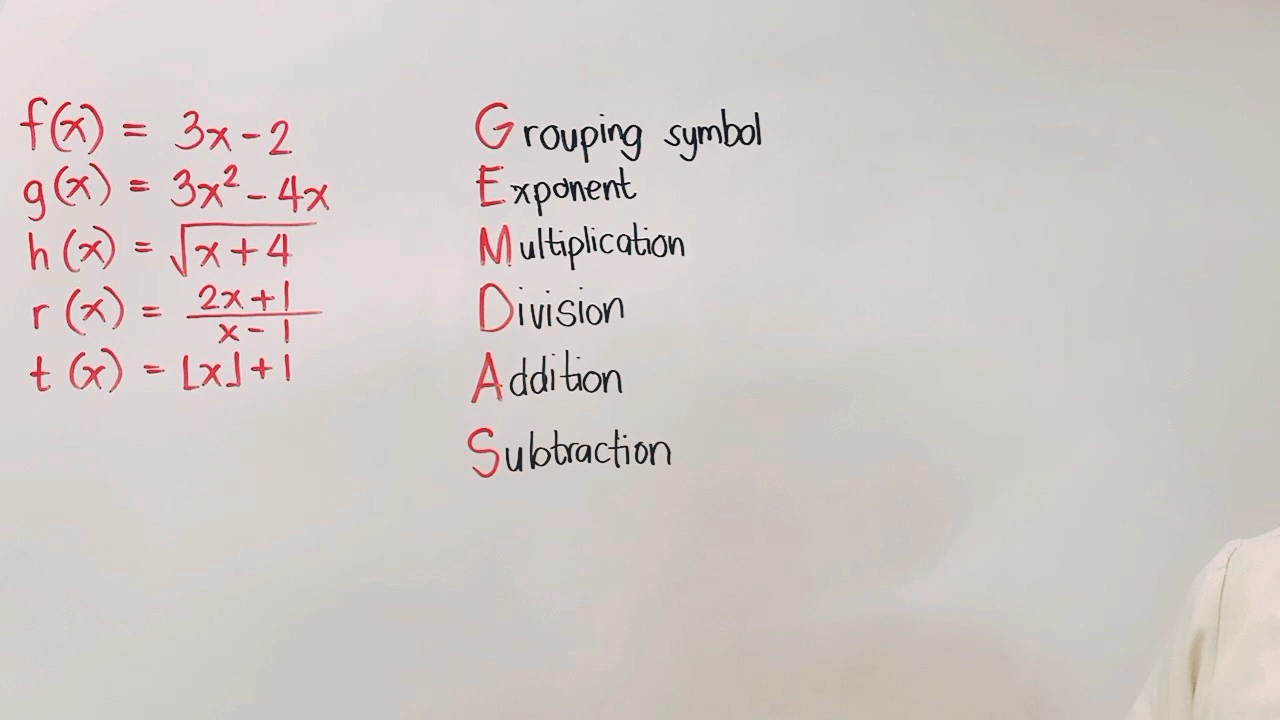 f(x) = 3x - 2
g(x) = 3x² - 4x
h(x) = √(x + 4)
r(x) = (2x + 1)/(x - 1)
t(x) = ⌊x⌋ + 1
Grouping symbol
Exponent
Multiplication
Division
Addition
Subtraction